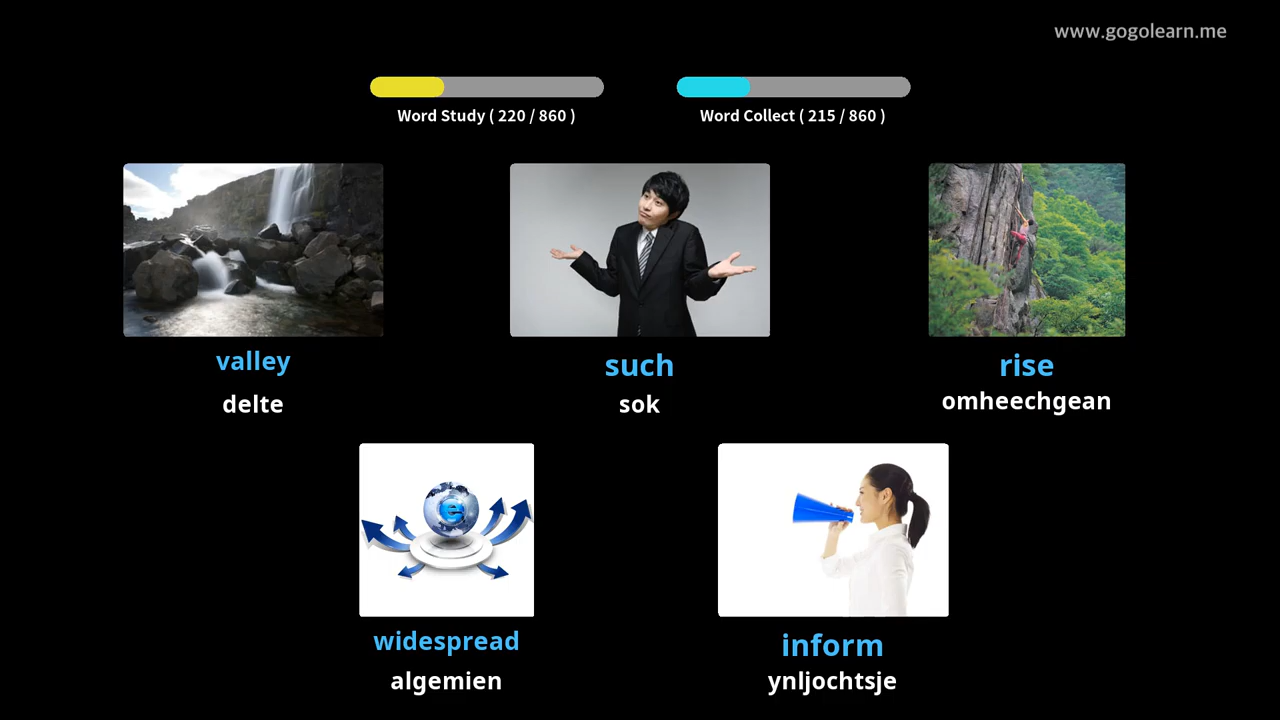 www.gogolearn.me
Word Study ( 220 / 860 )
Word Collect ( 215 / 860 )
valley
delte
such
sok
rise
omheechgean
e
widespread
algemien
inform
ynljochtsje